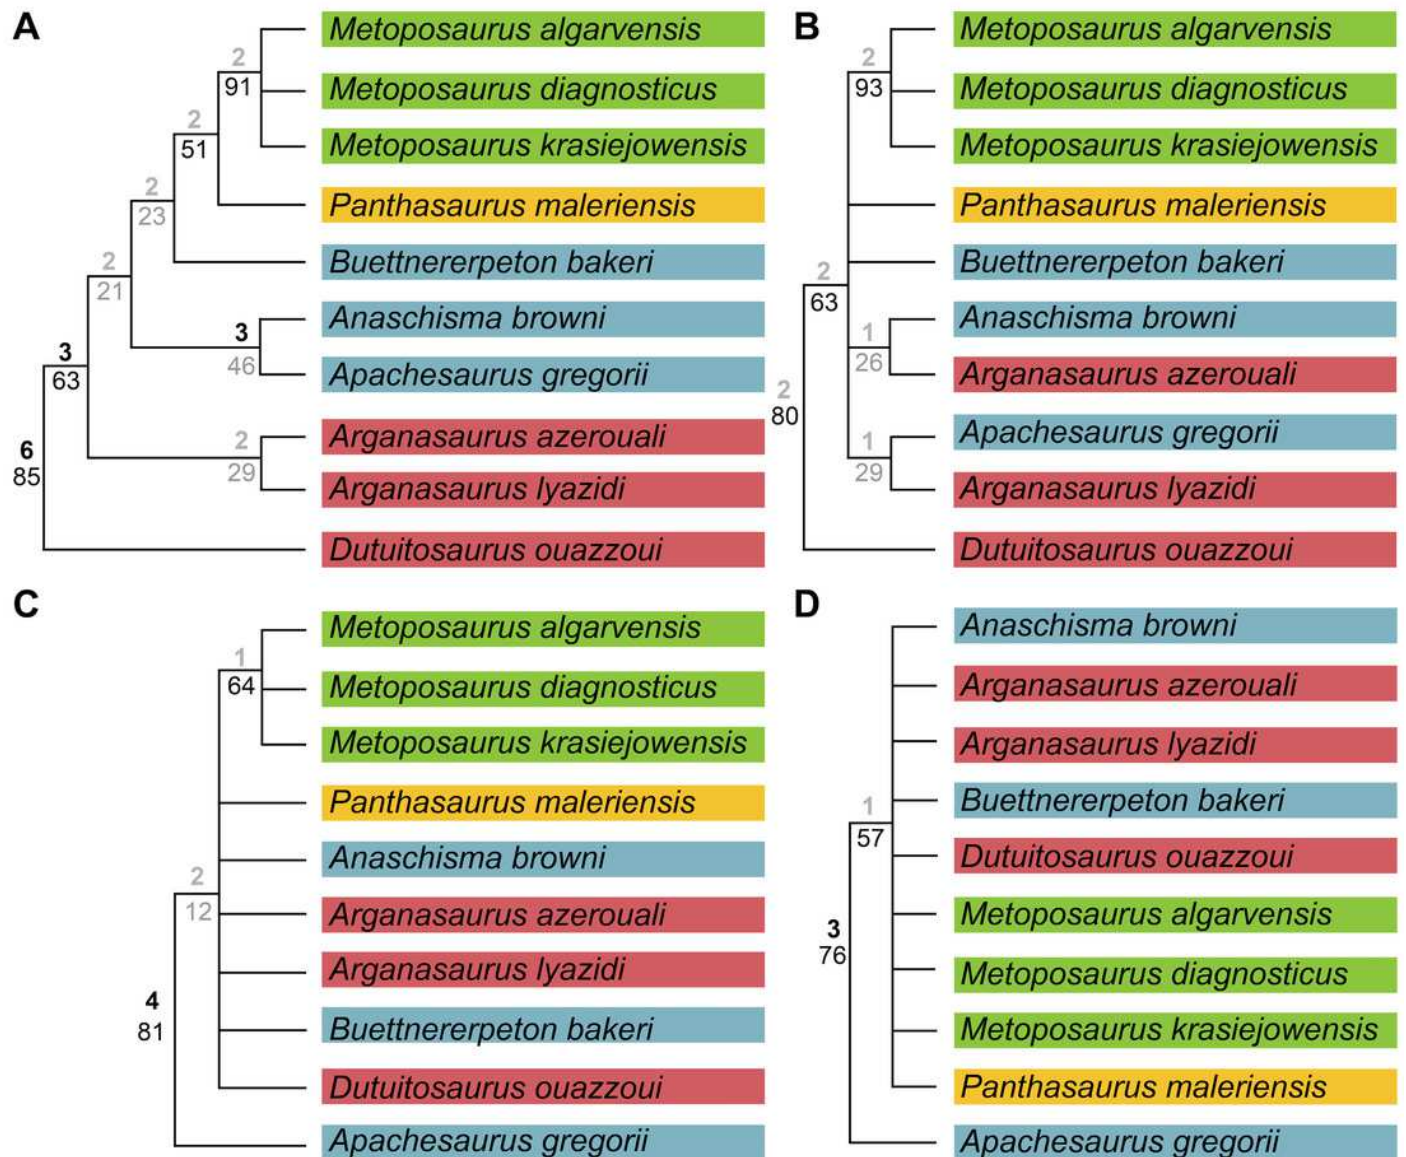 A
2
91
2
51
2
23
2
21
3
46
3
63
2
29
6
85
Metoposaurus algarvensis
Metoposaurus diagnosticus
Metoposaurus krasiejowensis
Panthasaurus maleriensis
Buettnererpeton bakeri
Anaschisma browni
Apachesaurus gregorii
Arganasaurus azerouali
Arganasaurus lyazidi
Dutuitosaurus ouazzoui
B
2
93
2
63
1
26
2
80
1
29
Metoposaurus algarvensis
Metoposaurus diagnosticus
Metoposaurus krasiejowensis
Panthasaurus maleriensis
Buettnererpeton bakeri
Anaschisma browni
Arganasaurus azerouali
Apachesaurus gregorii
Arganasaurus lyazidi
Dutuitosaurus ouazzoui
C
1
64
2
12
4
81
Metoposaurus algarvensis
Metoposaurus diagnosticus
Metoposaurus krasiejowensis
Panthasaurus maleriensis
Anaschisma browni
Arganasaurus azerouali
Arganasaurus lyazidi
Buettnererpeton bakeri
Dutuitosaurus ouazzoui
Apachesaurus gregorii
D
1
57
3
76
Anaschisma browni
Arganasaurus azerouali
Arganasaurus lyazidi
Buettnererpeton bakeri
Dutuitosaurus ouazzoui
Metoposaurus algarvensis
Metoposaurus diagnosticus
Metoposaurus krasiejowensis
Panthasaurus maleriensis
Apachesaurus gregorii